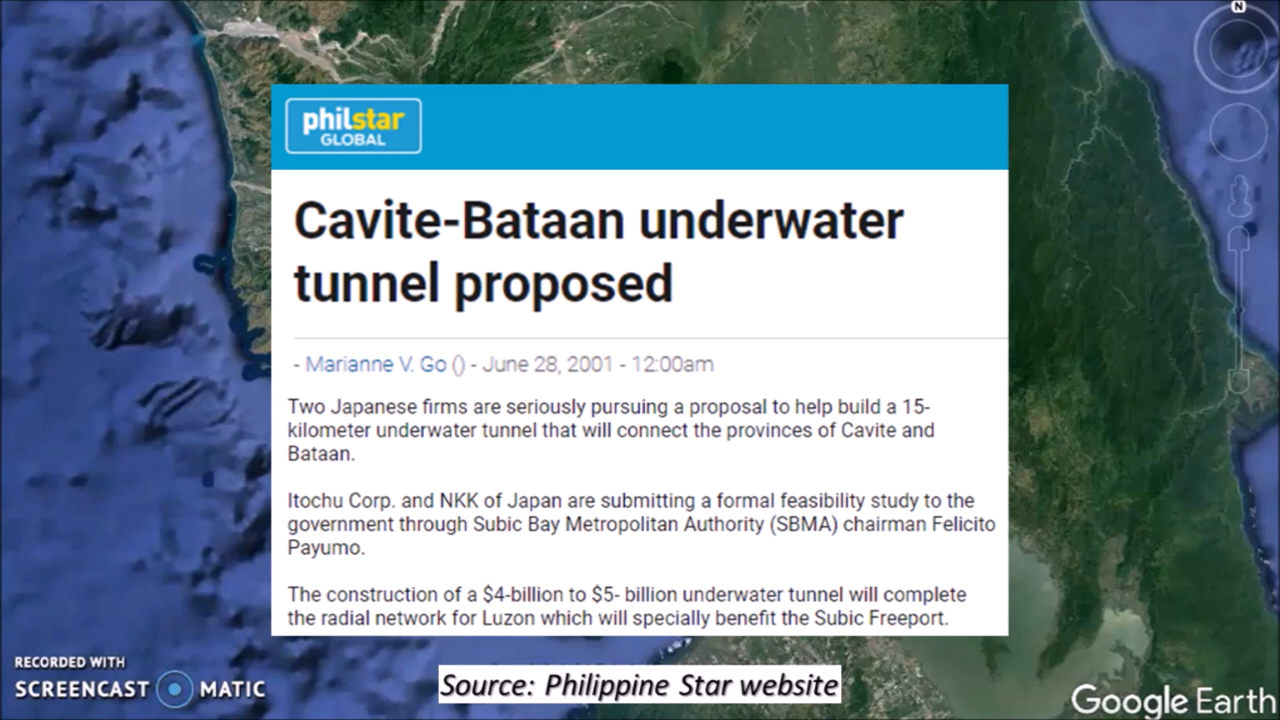 N
philstar
GLOBAL
Cavite-Bataan underwater
tunnel proposed
- Marianne V. Go () - June 28, 2001 - 12:00am
Two Japanese firms are seriously pursuing a proposal to help build a 15-
kilometer underwater tunnel that will connect the provinces of Cavite and
Bataan.
Itochu Corp. and NKK of Japan are submitting a formal feasibility study to the
government through Subic Bay Metropolitan Authority (SBMA) chairman Felicito
Payumo.
The construction of a $4-billion to $5- billion underwater tunnel will complete
the radial network for Luzon which will specially benefit the Subic Freeport.
RECORDED WITH
SCREENCAST MATIC
Source: Philippine Star website
Google Earth